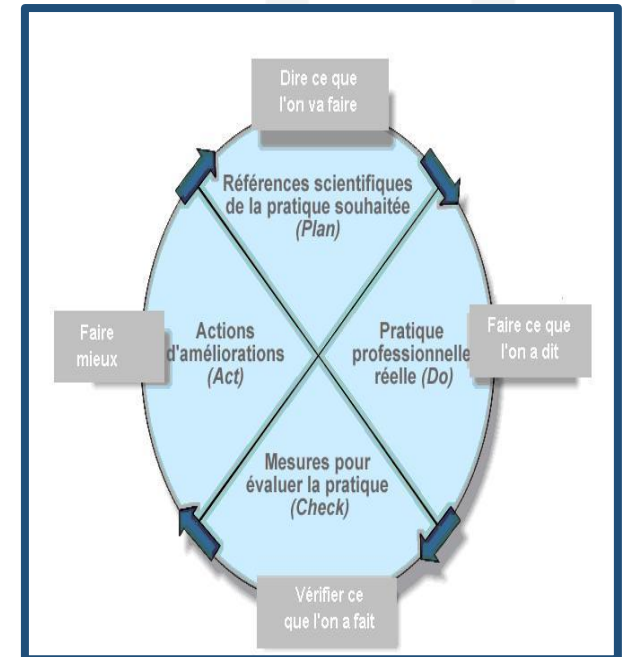 Dire ce que
l'on va faire
Références scientifiques
de la pratique souhaitée
(Plan)
Faire
mieux
Actions
d'améliorations
(Act)
Pratique
professionnelle
réelle (Do)
Faire ce que
l'on a dit
Mesures pour
évaluer la pratique
(Check)
Vérifier ce
que l'on a fait